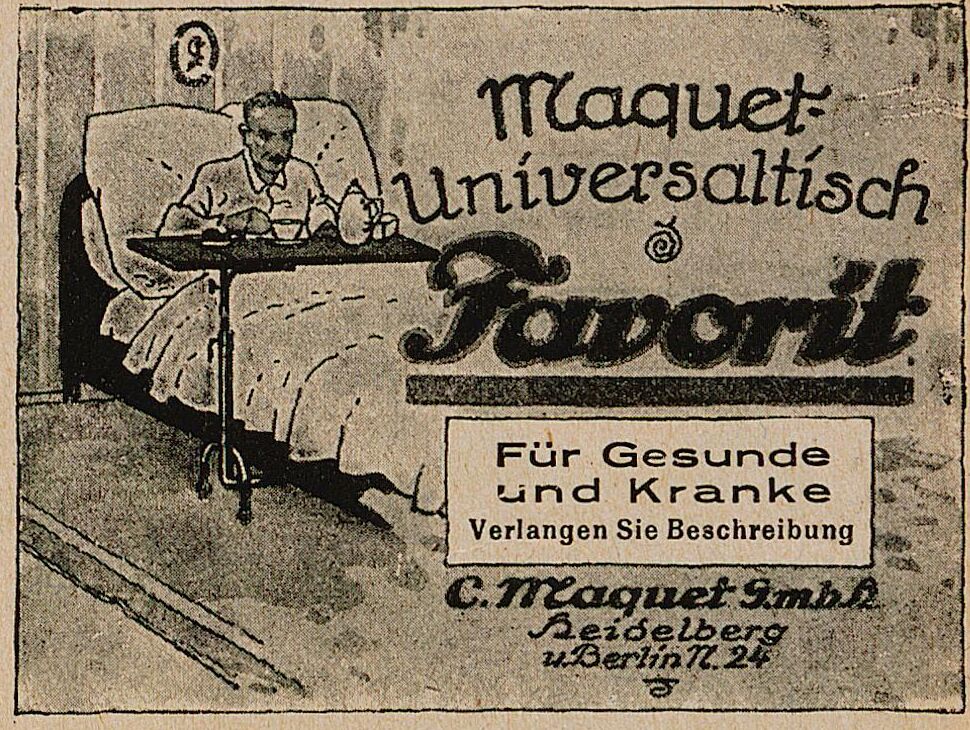 Maquet-
universaltisch
Favorit
Für Gesunde
und Kranke
Verlangen Sie Beschreibung
C. Maquet G.m.b.H.
Heidelberg
u. Berlin N. 24